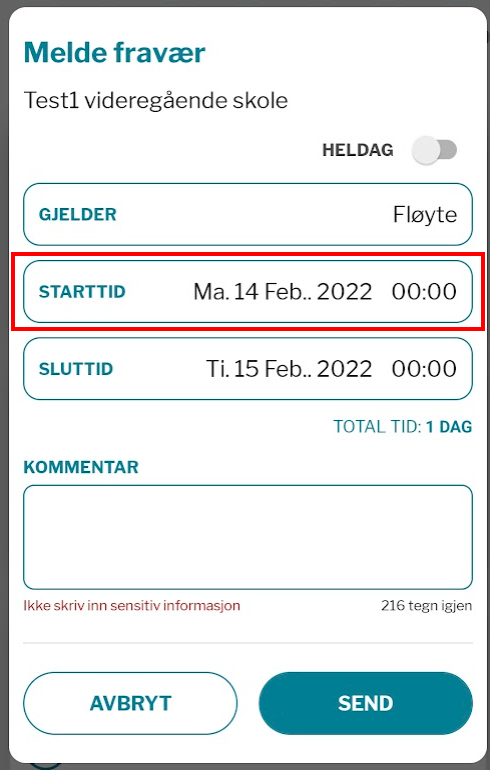 Melde fravær
Test1 videregående skole
HELDAG
GJELDER Fløyte
STARTTID Ma. 14 Feb.. 2022 00:00
SLUTTID Ti. 15 Feb.. 2022 00:00
TOTAL TID: 1 DAG
KOMMENTAR
Ikke skriv inn sensitiv informasjon 216 tegn igjen
AVBRYT SEND